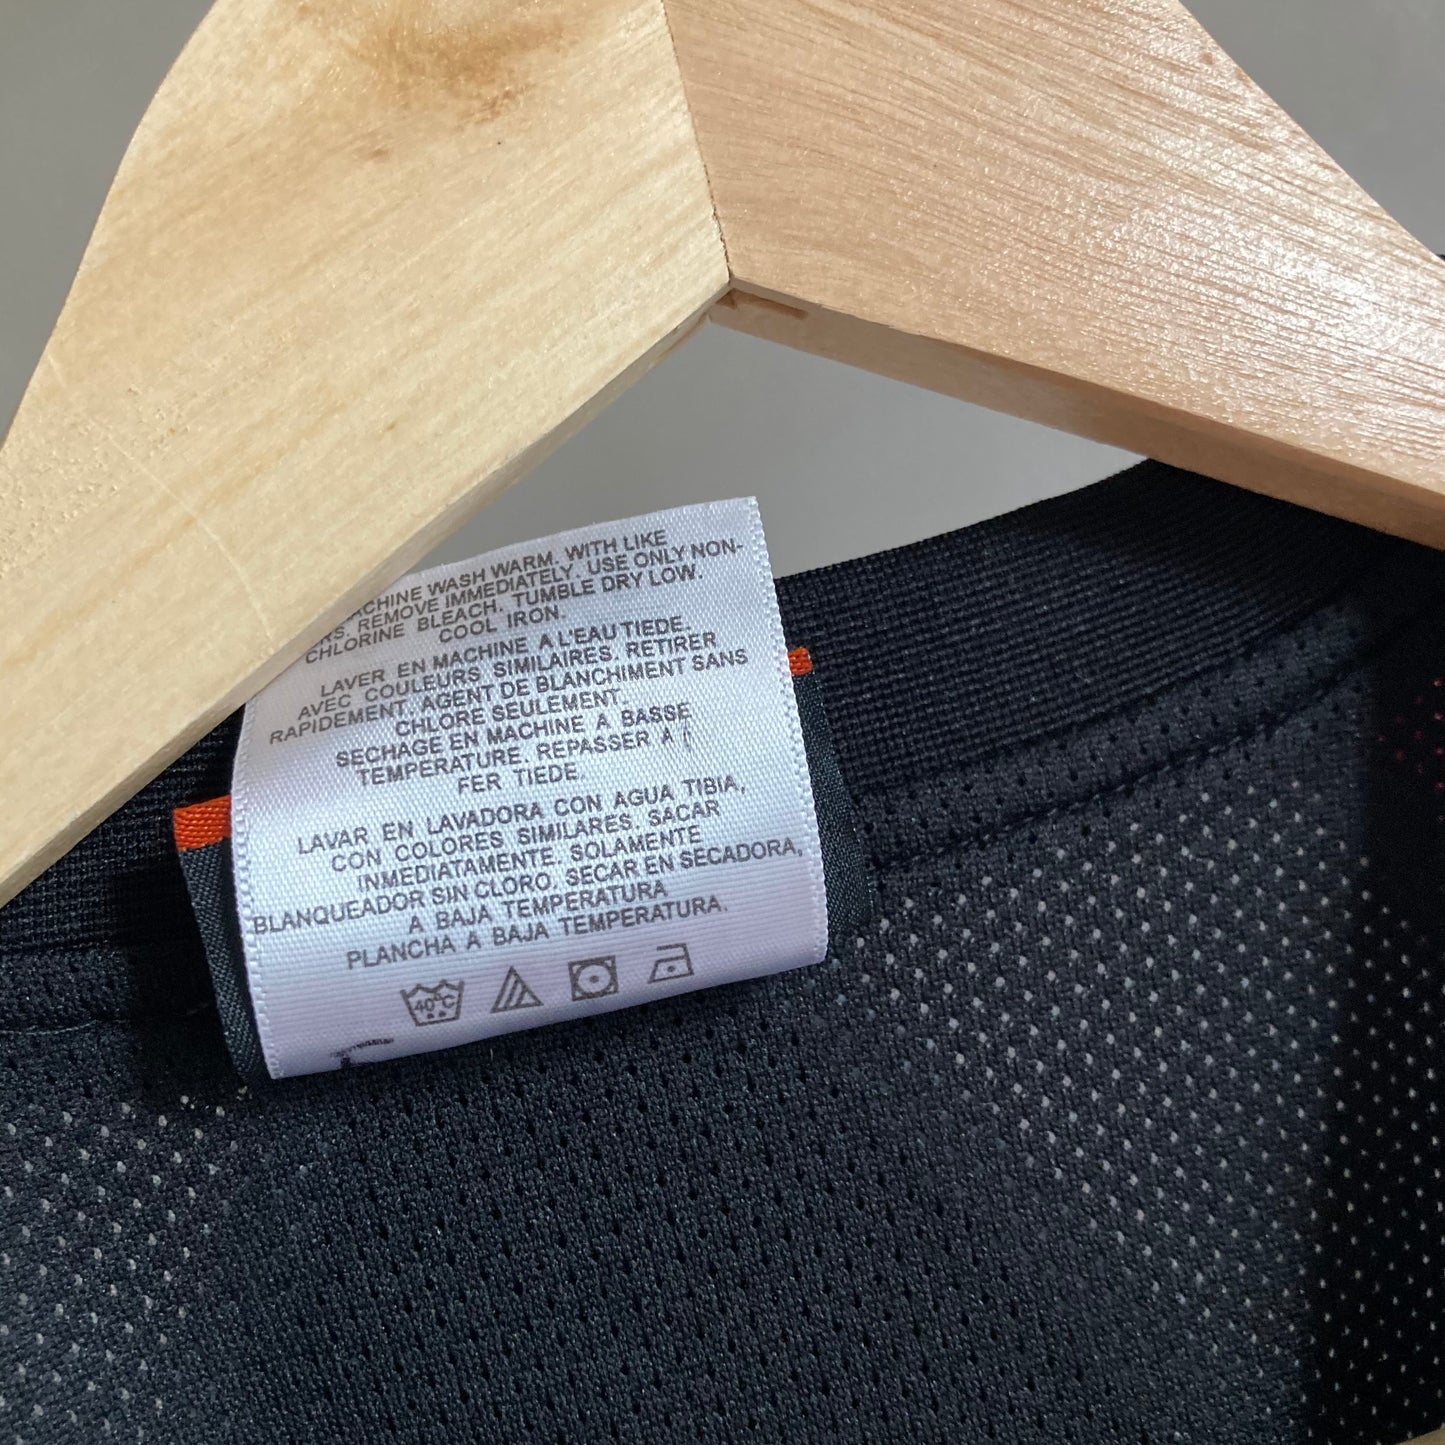 WASH WARM. WITH LIKE
REMOVE IMMEDIATELY. USE ONLY NON-
CHLORINE BLEACH. TUMBLE DRY LOW.
COOL IRON.
LAVER EN MACHINE A L'EAU TIEDE.
AVEC COULEURS SIMILAIRES. RETIRER
RAPIDEMENT. AGENT DE BLANCHIMENT SANS
CHLORE SEULEMENT
SECHAGE EN MACHINE A BASSE
TEMPERATURE. REPASSER A
FER TIEDE.
LAVAR EN LAVADORA CON AGUA TIBIA,
CON COLORES SIMILARES, SACAR
INMEDIATAMENTE. SOLAMENTE
BLANQUEADOR SIN CLORO, SECAR EN SECADORA,
A BAJA TEMPERATURA
PLANCHA A BAJA TEMPERATURA.
40°C